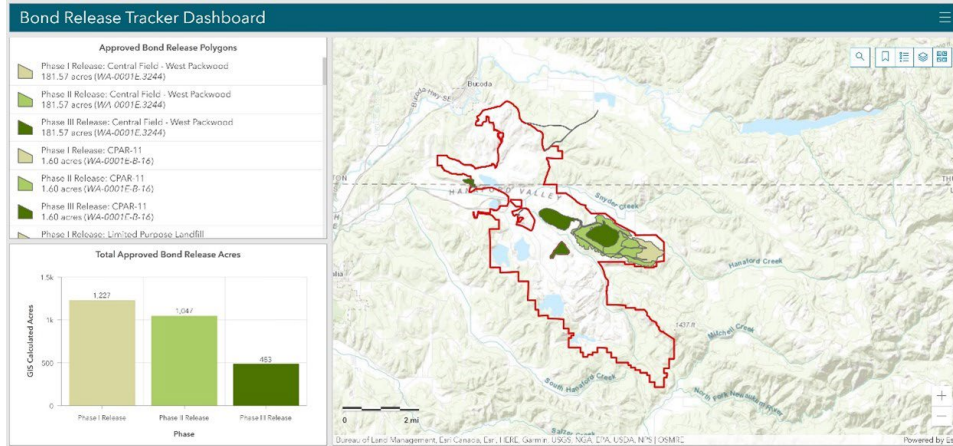 Bond Release Tracker Dashboard
Approved Bond Release Polygons
Phase I Release: Central Field - West Packwood
181.57 acres (WA-0001E.3244)
Phase II Release: Central Field - West Packwood
181.57 acres (WA-0001E.3244)
Phase III Release: Central Field - West Packwood
181.57 acres (WA-0001E.3244)
Phase I Release: CPAR-11
1.60 acres (WA-0001E-B-16)
Phase II Release: CPAR-11
1.60 acres (WA-0001E-B-16)
Phase III Release: CPAR-11
1.60 acres (WA-0001E-B-16)
Phase I Release: Limited Purpose Landfill
Total Approved Bond Release Acres
GIS Calculated Acres
1.5k
1k
500
0
1,227
1,047
Phase I Release
Phase II Release
Phase III Release
Phase
Bucoda
Bucoda Hwy-SE
HANAFORD VALLEY
Snyder Creek
Hanaford Creek
Mitchell Creek
South Hanaford Creek
0 2 mi
Bureau of Land Management, Esri Canada, Esri, HERE, Garmin, USGS, NGA, EPA, USDA, NPS | OSMRE
Powered by